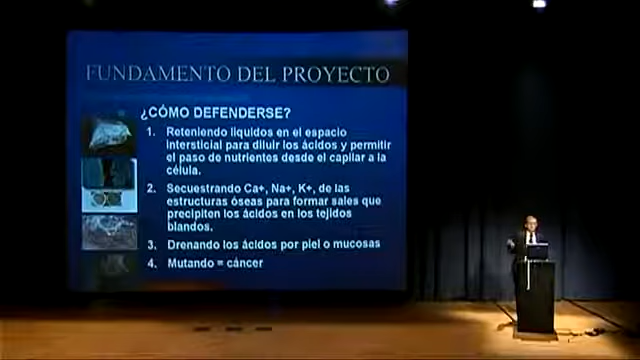 FUNDAMENTO DEL PROYECTO
¿CÓMO DEFENDERSE?
1. Reteniendo liquidos en el espacio
intersticial para diluir los ácidos y permitir
el paso de nutrientes desde el capilar a la
célula.
2. Secuestrando Ca+, Na+, K+, de las
estructuras óseas para formar sales que
precipiten los ácidos en los tejidos
blandos.
3. Drenando los ácidos por piel o mucosas
4. Mutando = cáncer